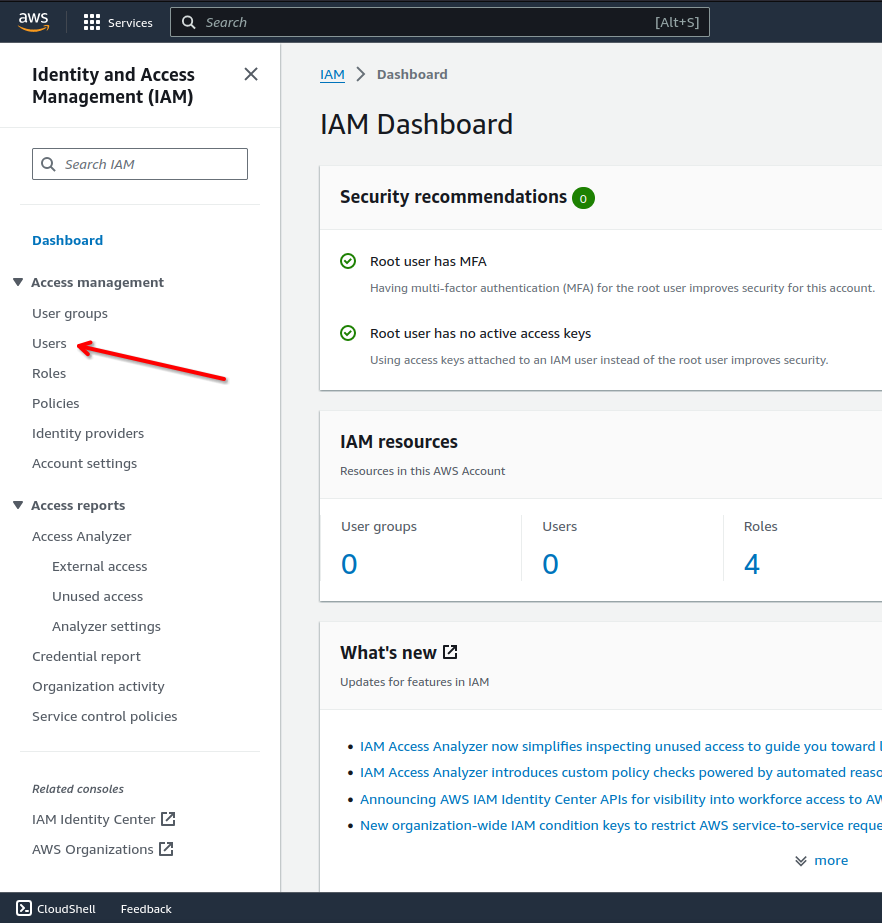 aws
Services
Search
[Alt+S]
Identity and Access
Management (IAM)
Search IAM
Dashboard
Access management
User groups
Users
Roles
Policies
Identity providers
Account settings
Access reports
Access Analyzer
External access
Unused access
Analyzer settings
Credential report
Organization activity
Service control policies
Related consoles
IAM Identity Center
AWS Organizations
IAM > Dashboard
IAM Dashboard
Security recommendations 0
Root user has MFA
Having multi-factor authentication (MFA) for the root user improves security for this account.
Root user has no active access keys
Using access keys attached to an IAM user instead of the root user improves security.
IAM resources
Resources in this AWS Account
User groups
0
Users
0
Roles
4
What's new
Updates for features in IAM
• IAM Access Analyzer now simplifies inspecting unused access to guide you toward
• IAM Access Analyzer introduces custom policy checks powered by automated reaso
• Announcing AWS IAM Identity Center APIs for visibility into workforce access to AW
• New organization-wide IAM condition keys to restrict AWS service-to-service reque
more
CloudShell
Feedback